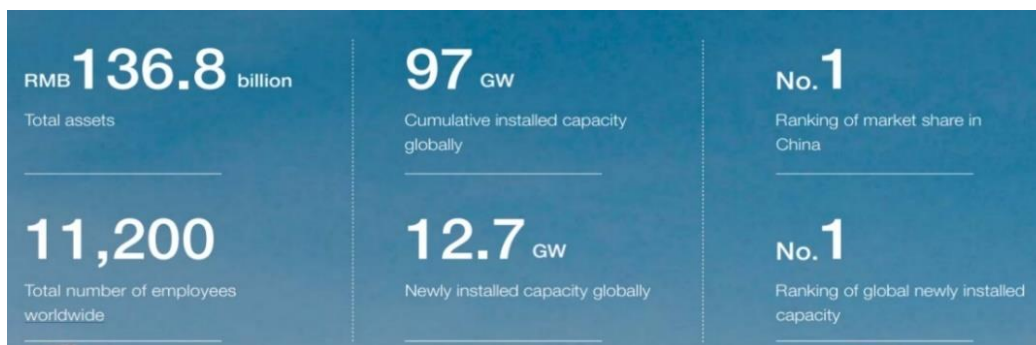 RMB 136.8 billion
Total assets
97 GW
Cumulative installed capacity
globally
No.1
Ranking of market share in
China
11,200
Total number of employees
worldwide
12.7 GW
Newly installed capacity globally
No.1
Ranking of global newly installed
capacity